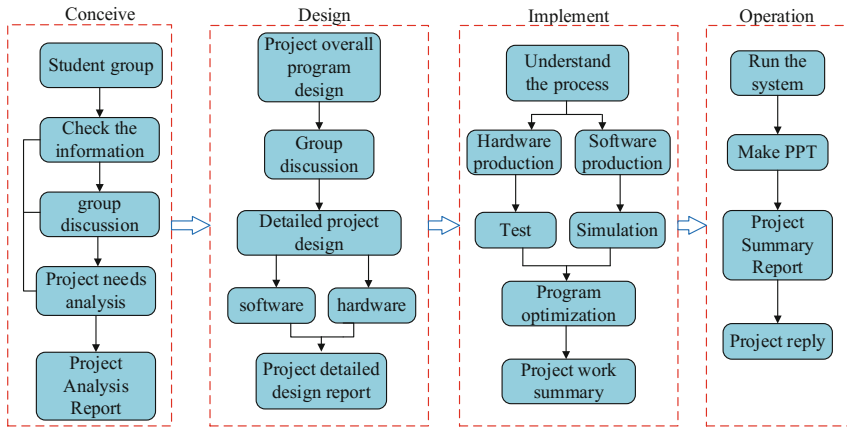 Conceive
Student group
Check the
information
group
discussion
Project needs
analysis
Project
Analysis
Report
Design
Project overall
program
design
Group
discussion
Detailed project
design
software
hardware
Project detailed
design report
Implement
Understand
the process
Hardware
production
Software
production
Test
Simulation
Program
optimization
Project work
summary
Operation
Run the
system
Make PPT
Project
Summary
Report
Project reply